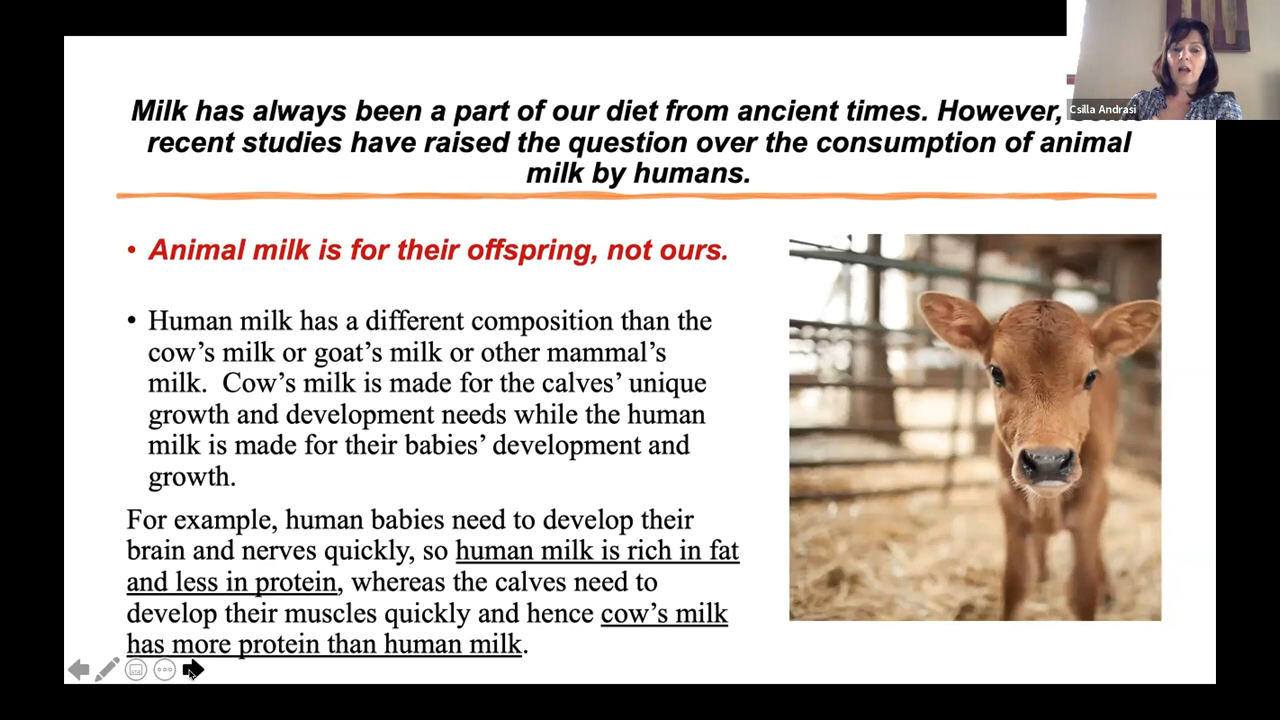 Milk has always been a part of our diet from ancient times. However,
recent studies have raised the question over the consumption of animal
milk by humans.
Csilla Andrasi
• Animal milk is for their offspring, not ours.
• Human milk has a different composition than the
cow’s milk or goat’s milk or other mammal’s
milk. Cow’s milk is made for the calves’ unique
growth and development needs while the human
milk is made for their babies’ development and
growth.
For example, human babies need to develop their
brain and nerves quickly, so human milk is rich in fat
and less in protein, whereas the calves need to
develop their muscles quickly and hence cow’s milk
has more protein than human milk.